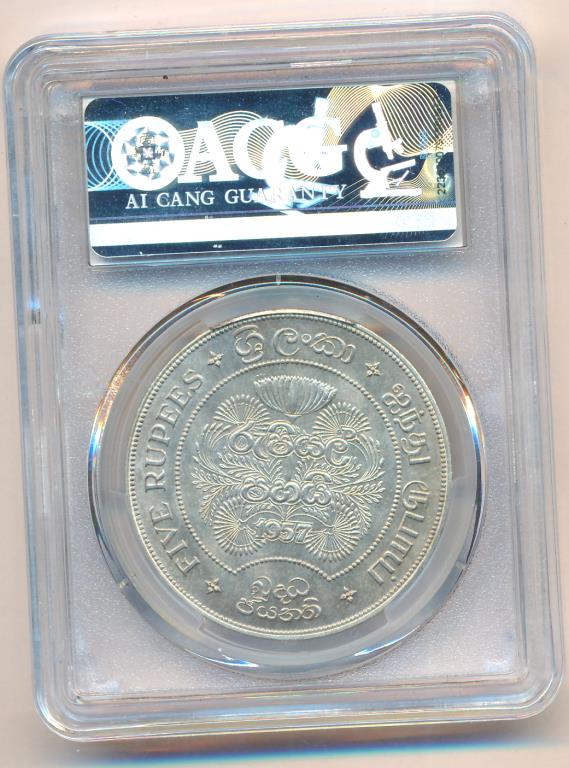 ACG
AI CANG GUARANTY
ශ්‍රී ලංකා
FIVE RUPEES
ஐந்து ரூபாய்
රුපියල්
පහයි
1957
බුද්ධ
ජයන්ති